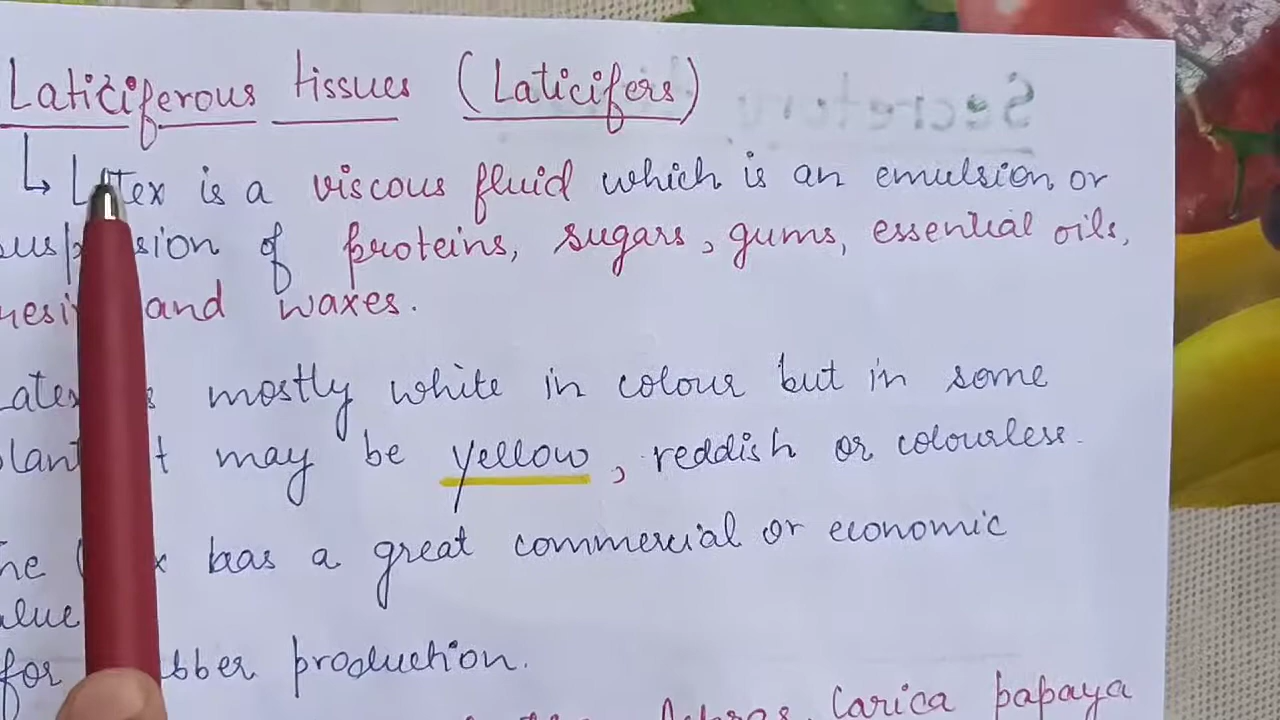 Laticiferous tissues (Laticifers)
↳ Latex is a viscous fluid which is an emulsion or
suspension of proteins, sugars, gums, essential oils,
and waxes.
mostly white in colour but in some
may be yellow, reddish or colourless.
has a great commercial or economic
for production.
Carica papaya
Secretory